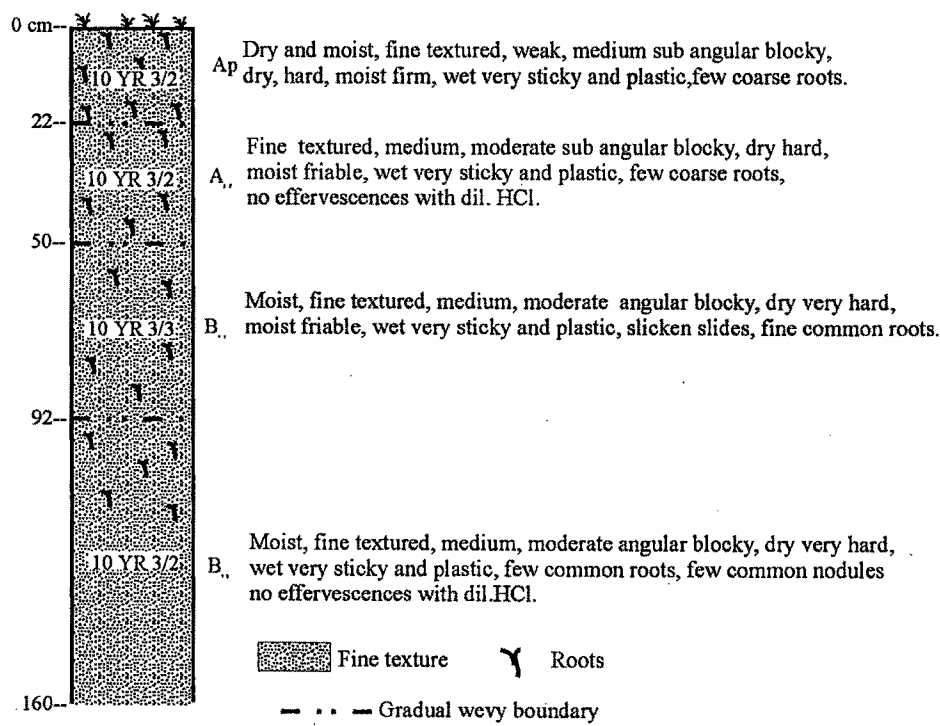 0 cm--
10 YR 3/2
Ap
Dry and moist, fine textured, weak, medium sub angular blocky,
dry, hard, moist firm, wet very sticky and plastic,few coarse roots.
22--
10 YR 3/2
A
Fine textured, medium, moderate sub angular blocky, dry hard,
moist friable, wet very sticky and plastic, few coarse roots,
no effervescences with dil. HCl.
50--
10 YR 3/3
B
Moist, fine textured, medium, moderate angular blocky, dry very hard,
moist friable, wet very sticky and plastic, slicken slides, fine common roots.
92--
10 YR 3/2
B
Moist, fine textured, medium, moderate angular blocky, dry very hard,
wet very sticky and plastic, few common roots, few common nodules
no effervescences with dil.HCl.
160--
Fine texture
Roots
Gradual wevy boundary